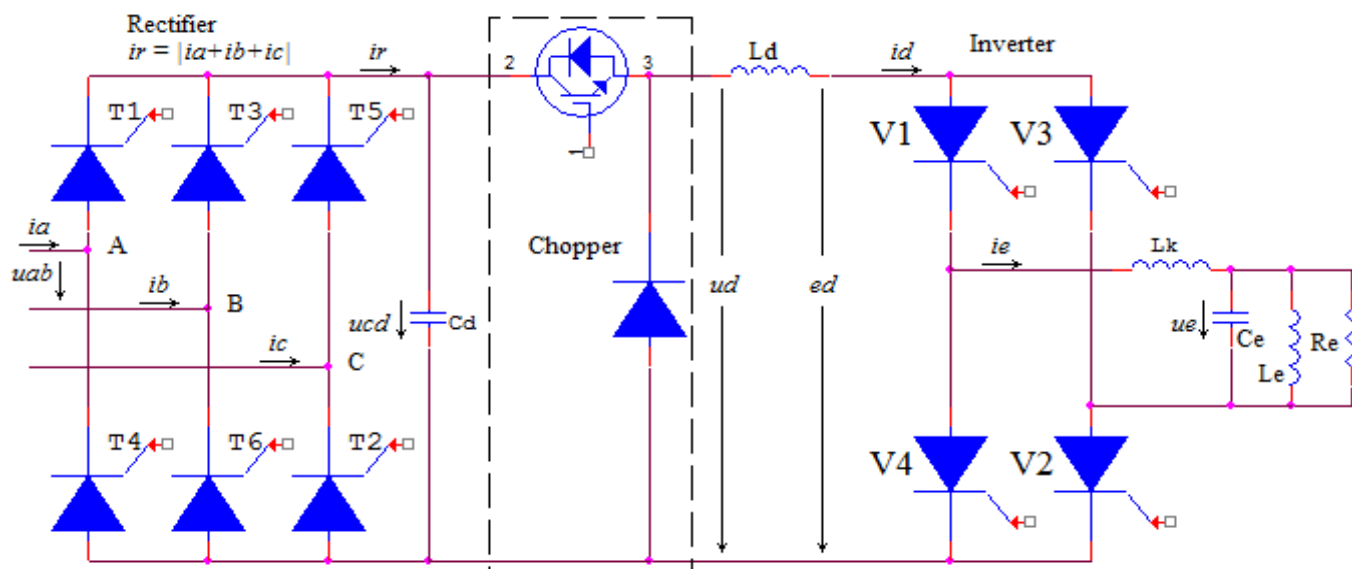 Rectifier
ir = |ia+ib+ic|
ir
2
3
Ld
id
Inverter
T1
T3
T5
V1
V3
1
ia
A
uab
ib
B
ic
C
ucd
Cd
Chopper
ud
ed
ie
Lk
ue
Ce
Le
Re
T4
T6
T2
V4
V2